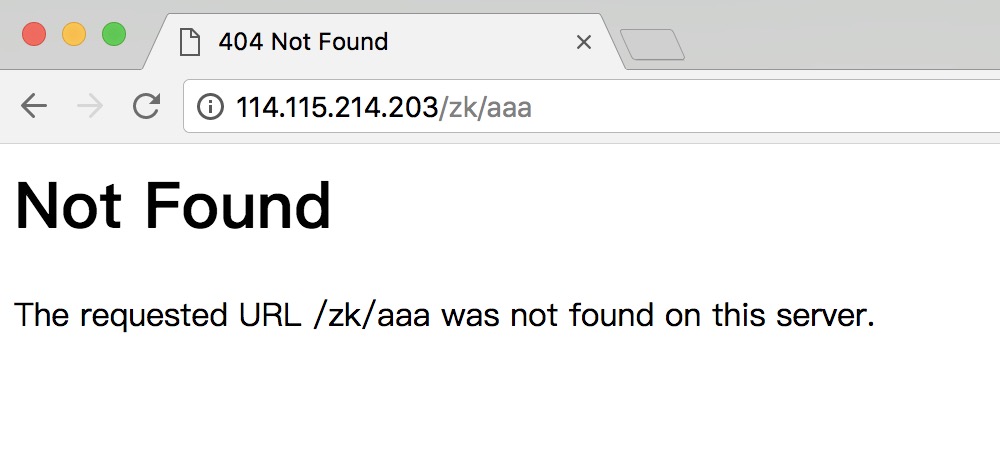 404 Not Found
114.115.214.203/zk/aaa
Not Found
The requested URL /zk/aaa was not found on this server.